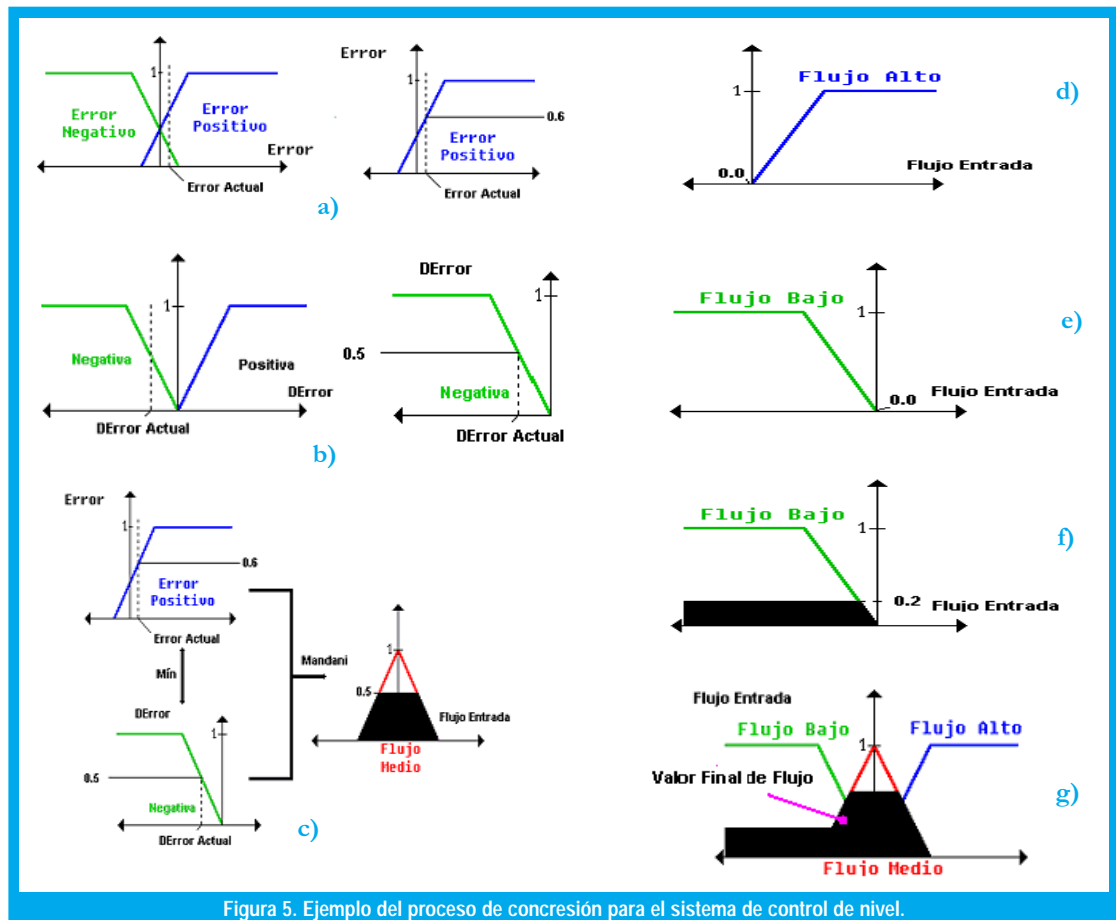 Error
1
Error
Negativo
Error
Positivo
Error
Error Actual
1
0.6
Error
Positivo
Error Actual
a)
1
Flujo Alto
0.0
Flujo Entrada
d)
1
Negativa
Positiva
DError
DError Actual
DError
1
0.5
Negativa
DError Actual
b)
Flujo Bajo
1
0.0
Flujo Entrada
e)
Error
1
0.6
Error
Positivo
Error Actual
Mín
DError
1
0.5
Negativa
DError Actual
Mandani
1
0.5
Flujo Entrada
Flujo
Medio
c)
Flujo Bajo
1
0.2
Flujo Entrada
f)
Flujo Entrada
Flujo Bajo
1
Flujo Alto
Valor Final de Flujo
Flujo Medio
g)
Figura 5. Ejemplo del proceso de concresión para el sistema de control de nivel.